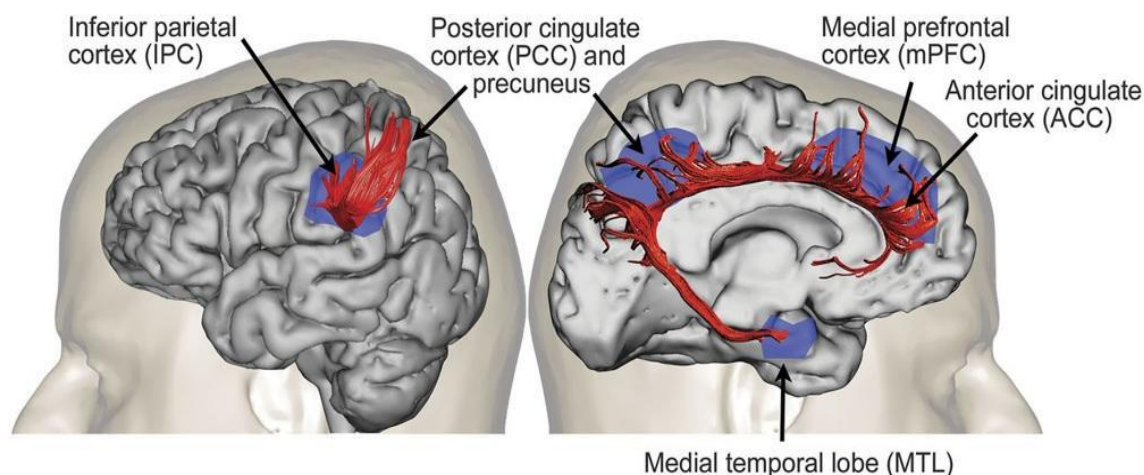 Inferior parietal
cortex (IPC)
Posterior cingulate
cortex (PCC) and
precuneus
Medial prefrontal
cortex (mPFC)
Anterior cingulate
cortex (ACC)
Medial temporal lobe (MTL)